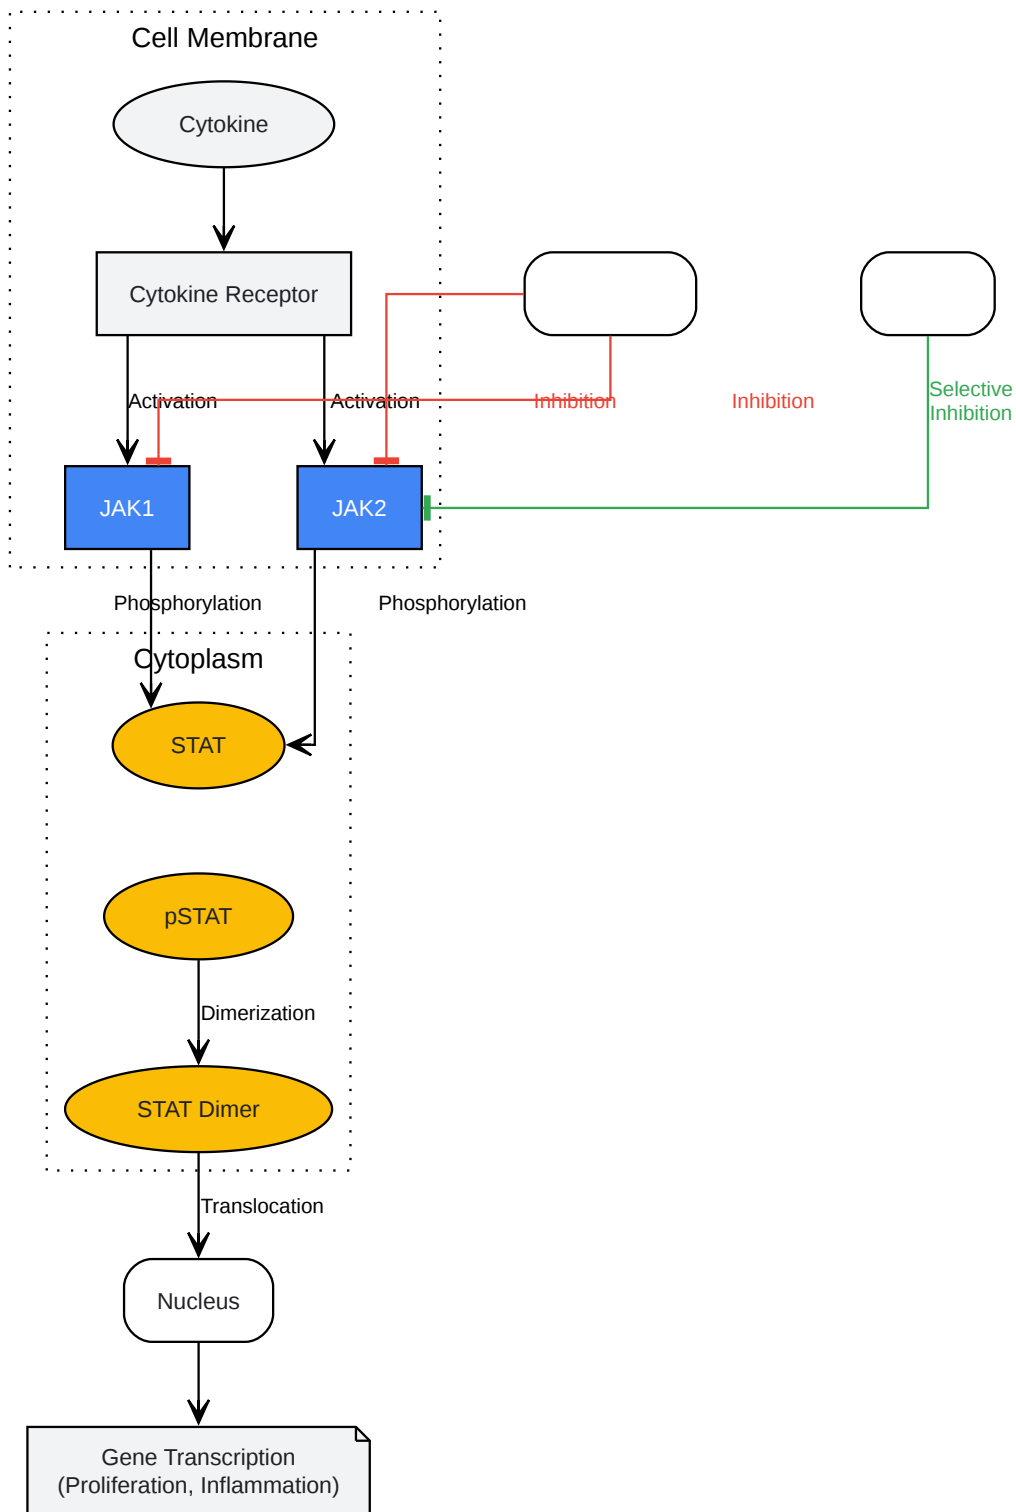 Cell Membrane
Cytokine
Cytokine Receptor
Activation
Activation
Inhibition
Inhibition
Selective
Inhibition
JAK1
JAK2
Phosphorylation
Phosphorylation
Cytoplasm
STAT
pSTAT
Dimerization
STAT Dimer
Translocation
Nucleus
Gene Transcription
(Proliferation, Inflammation)